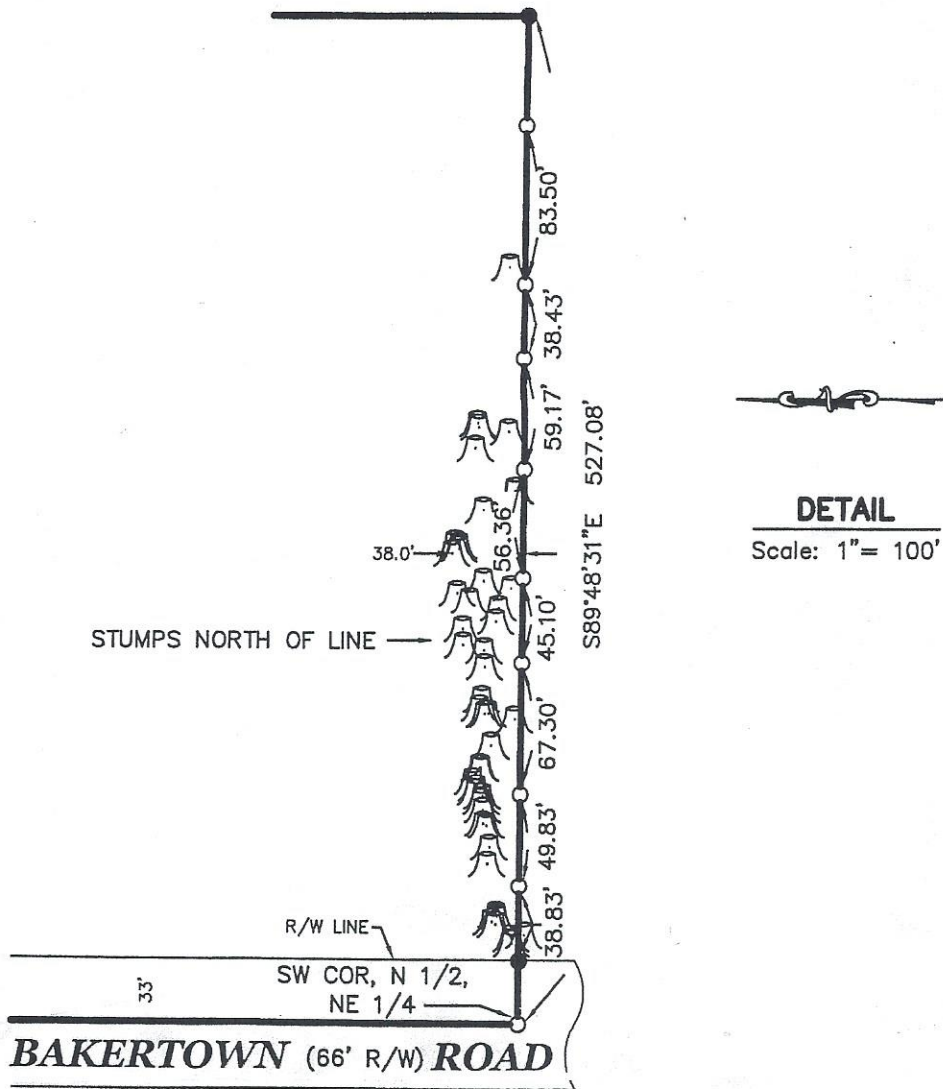 83.50'
38.43'
59.17'
S89°48'31"E 527.08'
DETAIL
Scale: 1"= 100'
56.36'
38.0'
45.10'
STUMPS NORTH OF LINE
67.30'
49.83'
38.83'
R/W LINE
SW COR, N 1/2,
NE 1/4
33'
BAKERTOWN (66' R/W) ROAD